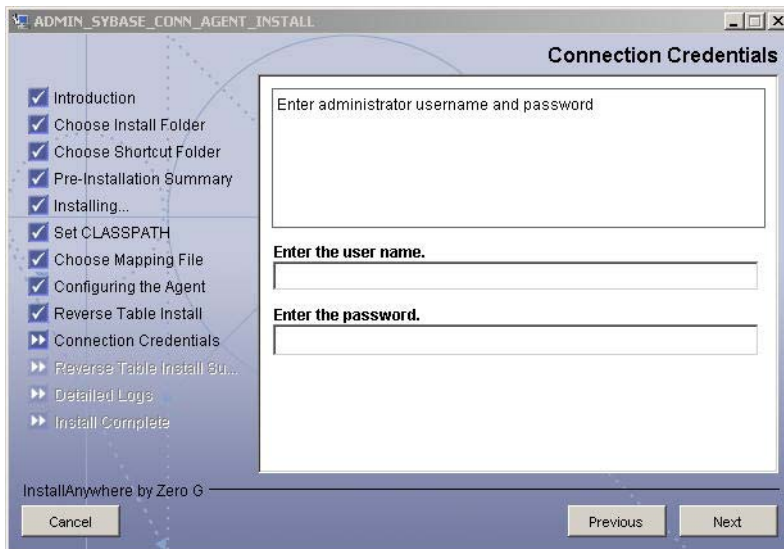 ADMIN_SYBASE_CONN_AGENT_INSTALL
Connection Credentials
Introduction
Choose Install Folder
Choose Shortcut Folder
Pre-Installation Summary
Installing...
Set CLASSPATH
Choose Mapping File
Configuring the Agent
Reverse Table Install
Connection Credentials
Reverse Table Install Su...
Detailed Logs
Install Complete
Enter administrator username and password
Enter the user name.
Enter the password.
InstallAnywhere by Zero G
Cancel
Previous
Next